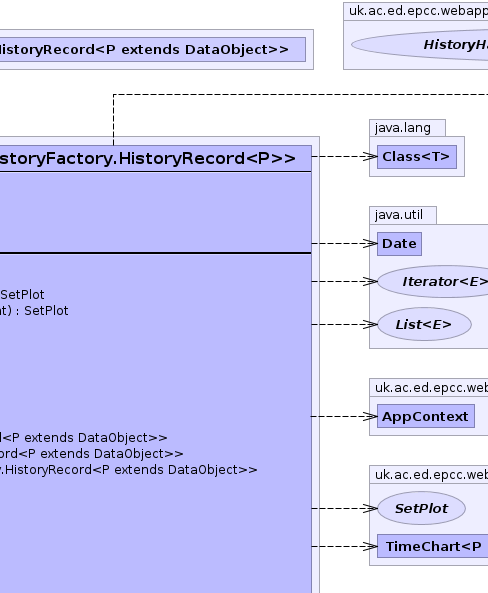 uk.ac.ed.epcc.webapp
HistoryRecord<P extends DataObject>>
HistoryH
java.lang
storyFactory.HistoryRecord<P>>
Class<T>
java.util
Date
Iterator<E>
SetPlot
t) : SetPlot
List<E>
uk.ac.ed.epcc.web
AppContext
<P extends DataObject>>
ord<P extends DataObject>>
.HistoryRecord<P extends DataObject>>
uk.ac.ed.epcc.web
SetPlot
TimeChart<P